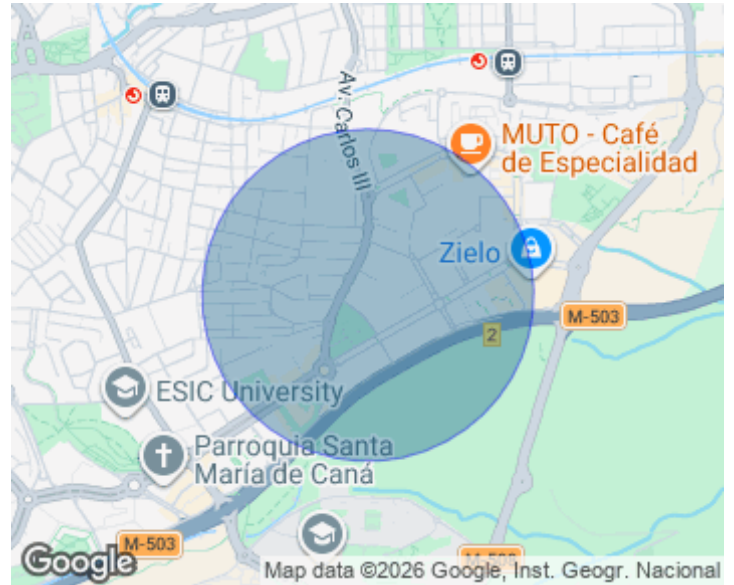 Av. Carlos III
MUTO - Café
de Especialidad
Zielo
M-503
2
ESIC University
Parroquia Santa
María de Caná
M-503
Google
Map data ©2026 Google, Inst. Geogr. Nacional